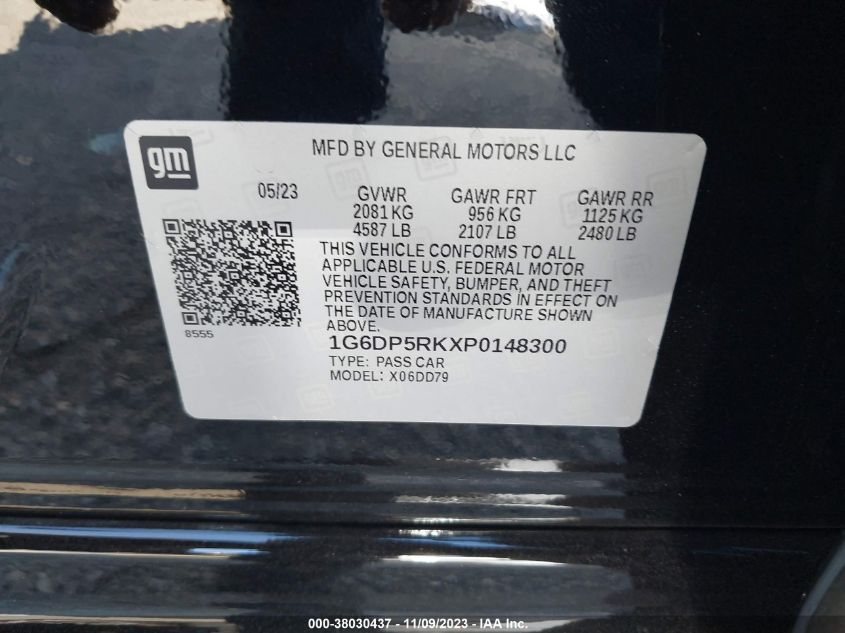 gm
MFD BY GENERAL MOTORS LLC
05/23 GVWR GAWR FRT GAWR RR
2081 KG 956 KG 1125 KG
4587 LB 2107 LB 2480 LB
THIS VEHICLE CONFORMS TO ALL
APPLICABLE U.S. FEDERAL MOTOR
VEHICLE SAFETY, BUMPER, AND THEFT
PREVENTION STANDARDS IN EFFECT ON
THE DATE OF MANUFACTURE SHOWN
ABOVE.
8555
1G6DP5RKXP0148300
TYPE: PASS CAR
MODEL: X06DD79
000-38030437 - 11/09/2023 - IAA Inc.